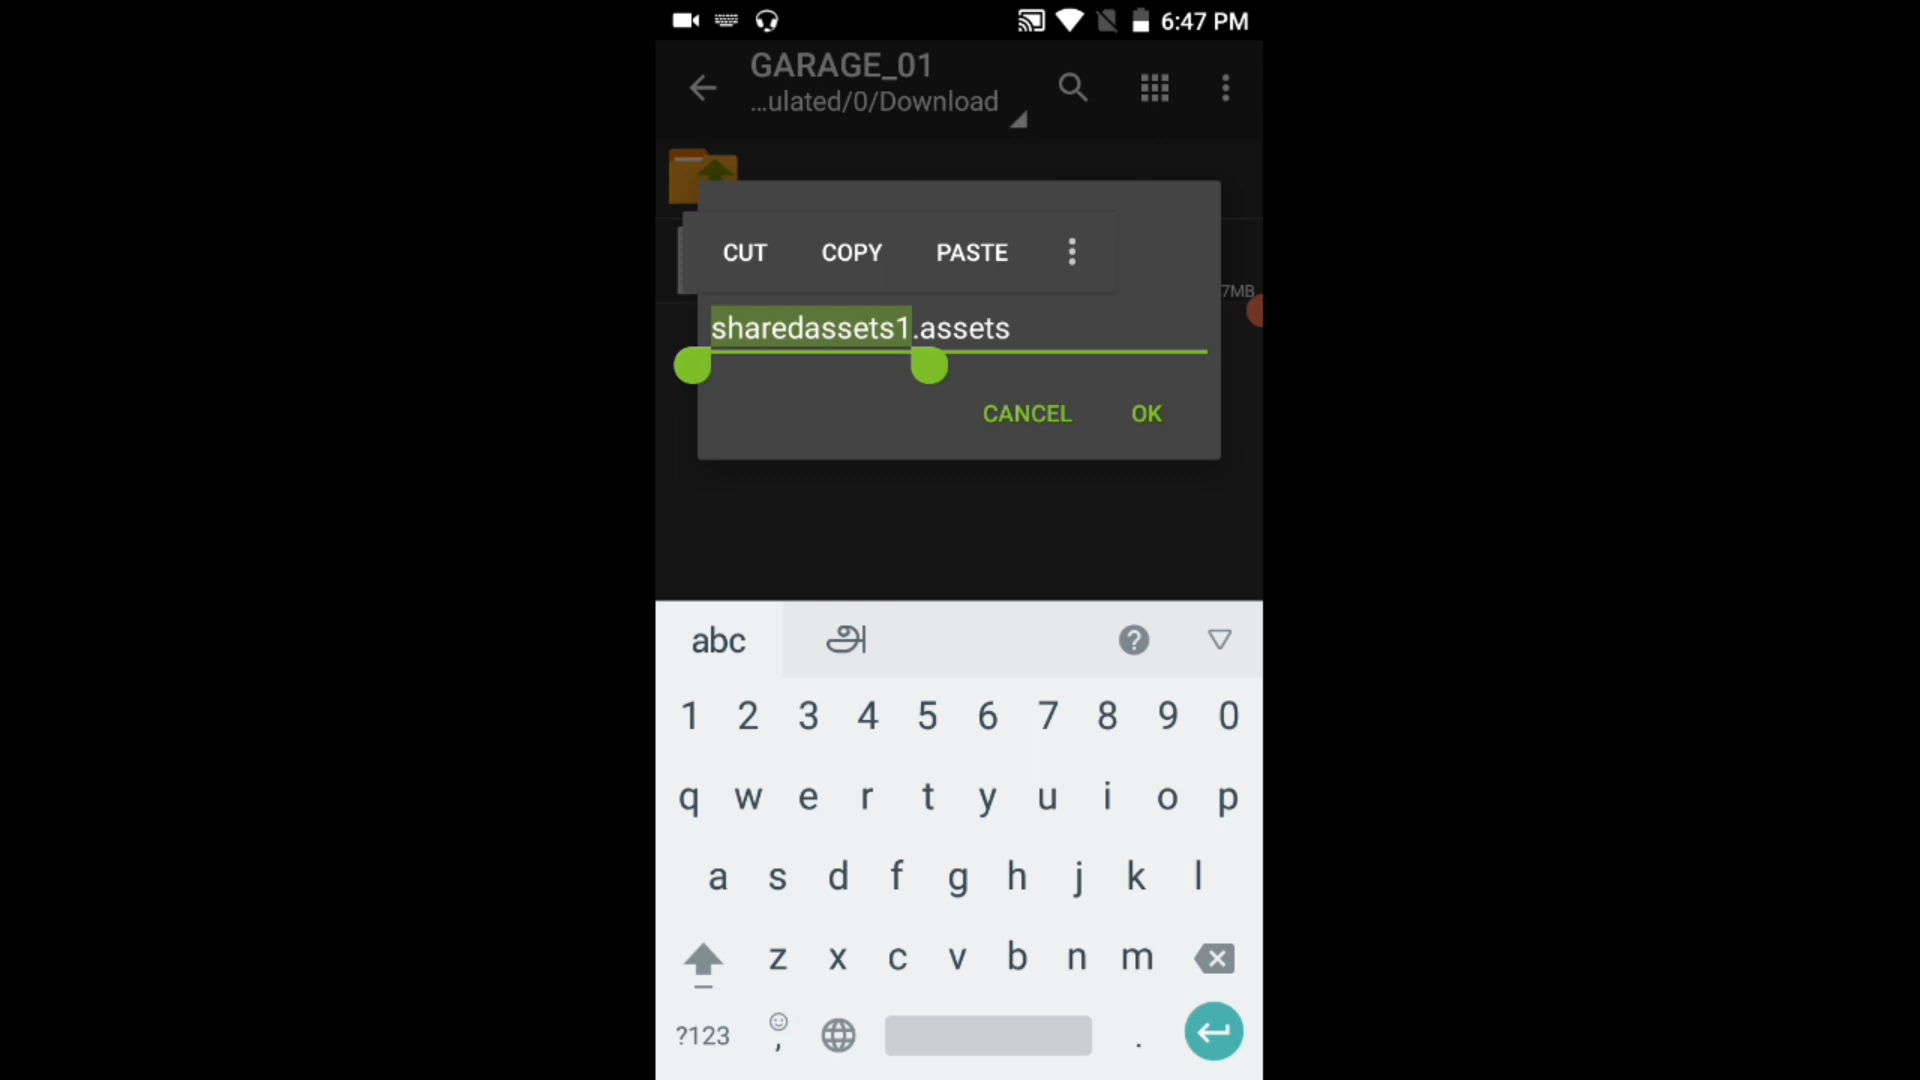 6:47 PM
GARAGE_01
...ulated/0/Download
CUT COPY PASTE
7MB
sharedassets1.assets
CANCEL OK
abc அ
1 2 3 4 5 6 7 8 9 0
q w e r t y u i o p
a s d f g h j k l
z x c v b n m
?123 , .